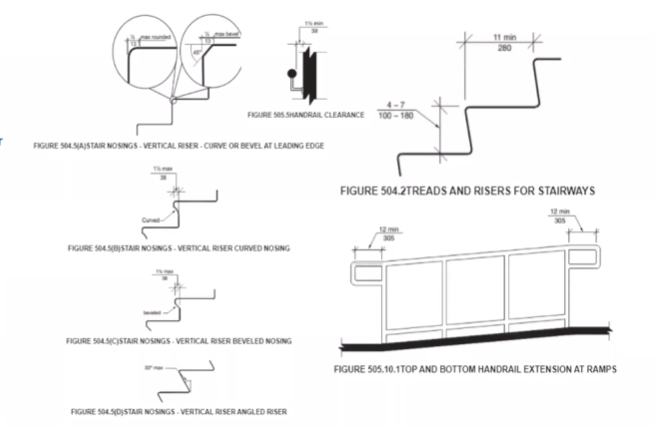 ½ max rounded
13
½ max bevel
13
45°
FIGURE 504.5(A)STAIR NOSINGS - VERTICAL RISER - CURVE OR BEVEL AT LEADING EDGE
1½ min
38
FIGURE 505.5HANDRAIL CLEARANCE
11 min
280
4 – 7
100 – 180
FIGURE 504.2TREADS AND RISERS FOR STAIRWAYS
1½ max
38
Curved
FIGURE 504.5(B)STAIR NOSINGS - VERTICAL RISER CURVED NOSING
1½ max
38
beveled
FIGURE 504.5(C)STAIR NOSINGS - VERTICAL RISER BEVELED NOSING
30° max
FIGURE 504.5(D)STAIR NOSINGS - VERTICAL RISER ANGLED RISER
12 min
305
12 min
305
FIGURE 505.10.1TOP AND BOTTOM HANDRAIL EXTENSION AT RAMPS